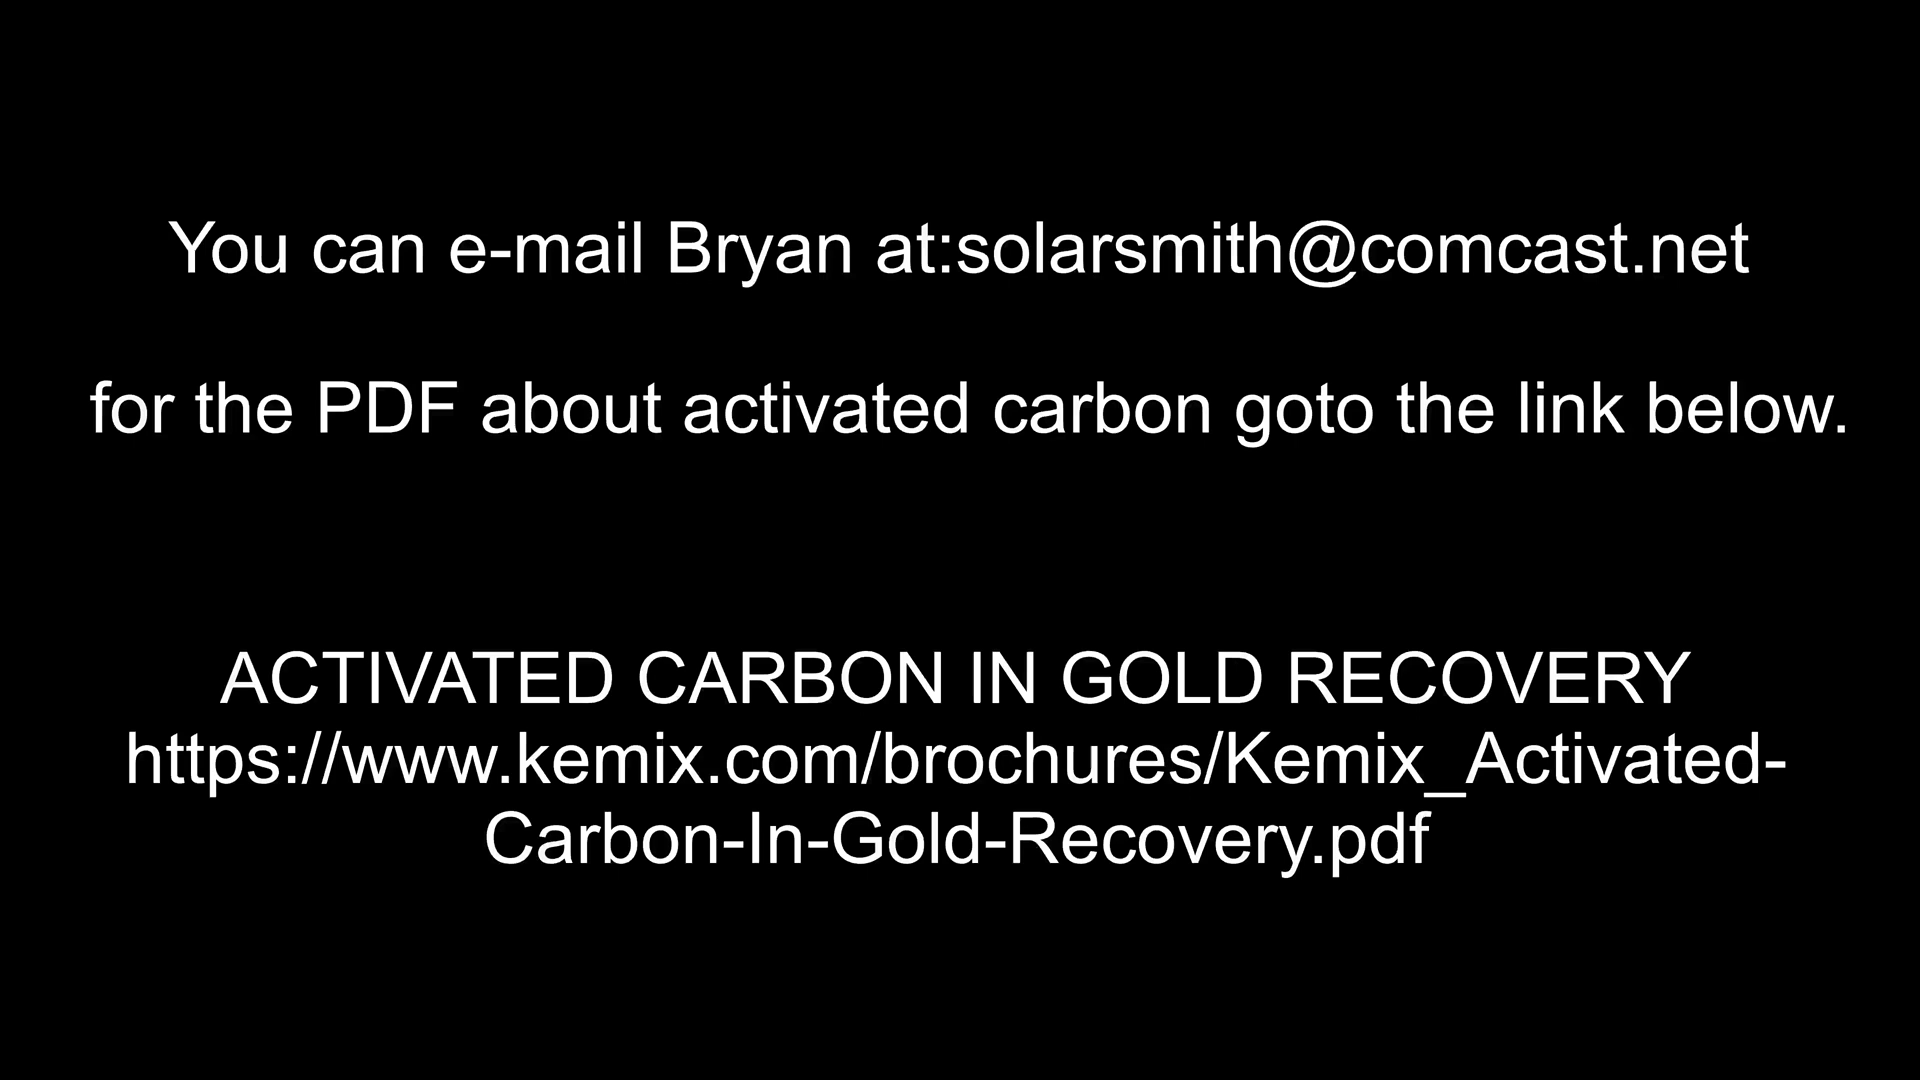 You can e-mail Bryan at:solarsmith@comcast.net
for the PDF about activated carbon goto the link below.
ACTIVATED CARBON IN GOLD RECOVERY
https://www.kemix.com/brochures/Kemix_Activated-
Carbon-In-Gold-Recovery.pdf